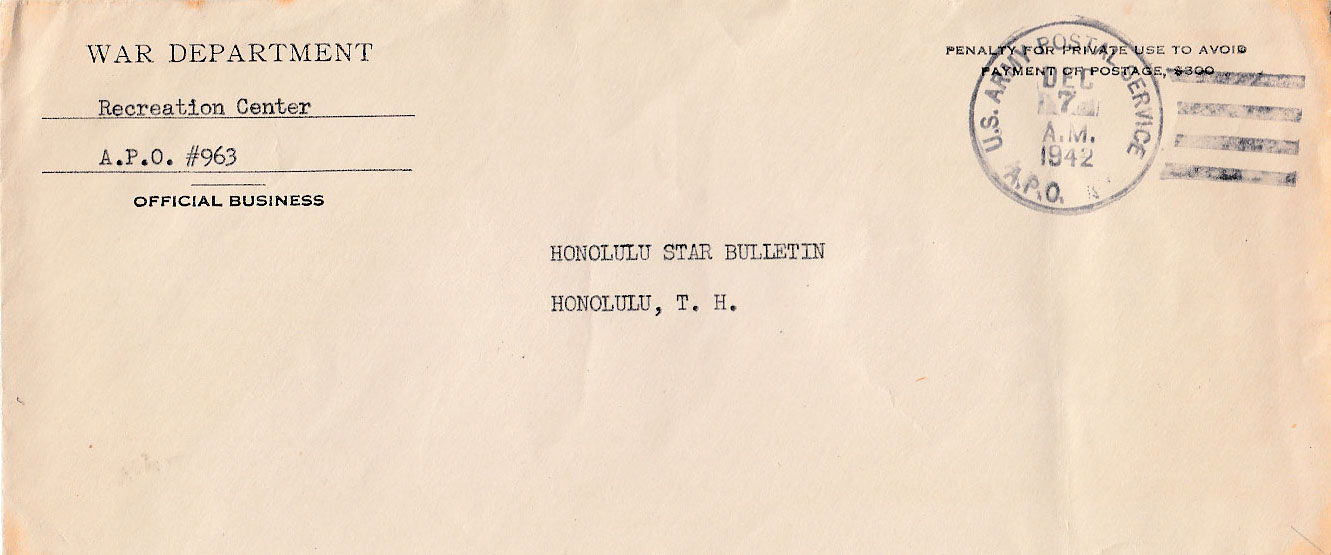 WAR DEPARTMENT
Recreation Center
A.P.O. #963
OFFICIAL BUSINESS
PENALTY FOR PRIVATE USE TO AVOID
PAYMENT OF POSTAGE, $300
U.S. ARMY POSTAL SERVICE
DEC
7
A.M.
1942
A.P.O.
HONOLULU STAR BULLETIN
HONOLULU, T. H.